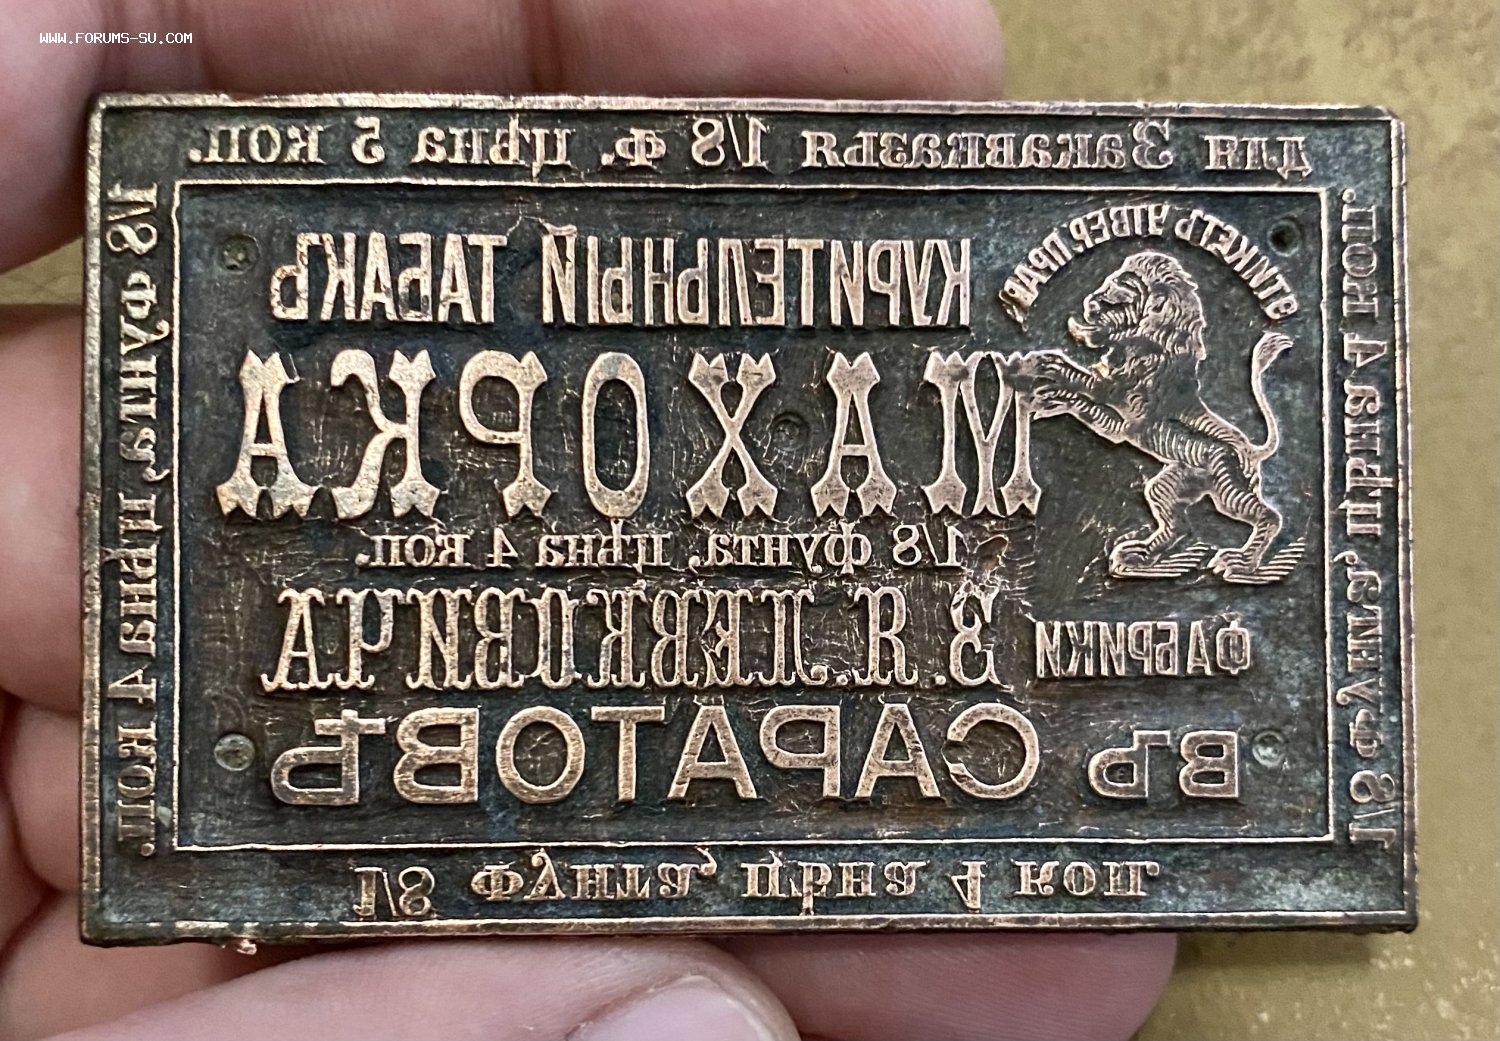 WWW.FORUMS-SU.COM
для Закавказья 1/8 Ф. цѣна 5 коп.
ЭТИККЕТЪ УТВЕР. ПРАВ.
КУРИТЕЛЬНЫЙ ТАБАКЪ
МАХОРКА
1/8 фунта, цѣна 4 коп.
ФАБРИКИ З. Я. ЛЕВКОВИЧА
ВЪ САРАТОВѢ
1/8 Фунта, цѣна 4 коп.
1/8 Фунта, цѣна 4 коп.
1/8 Фунта, цѣна 4 коп.